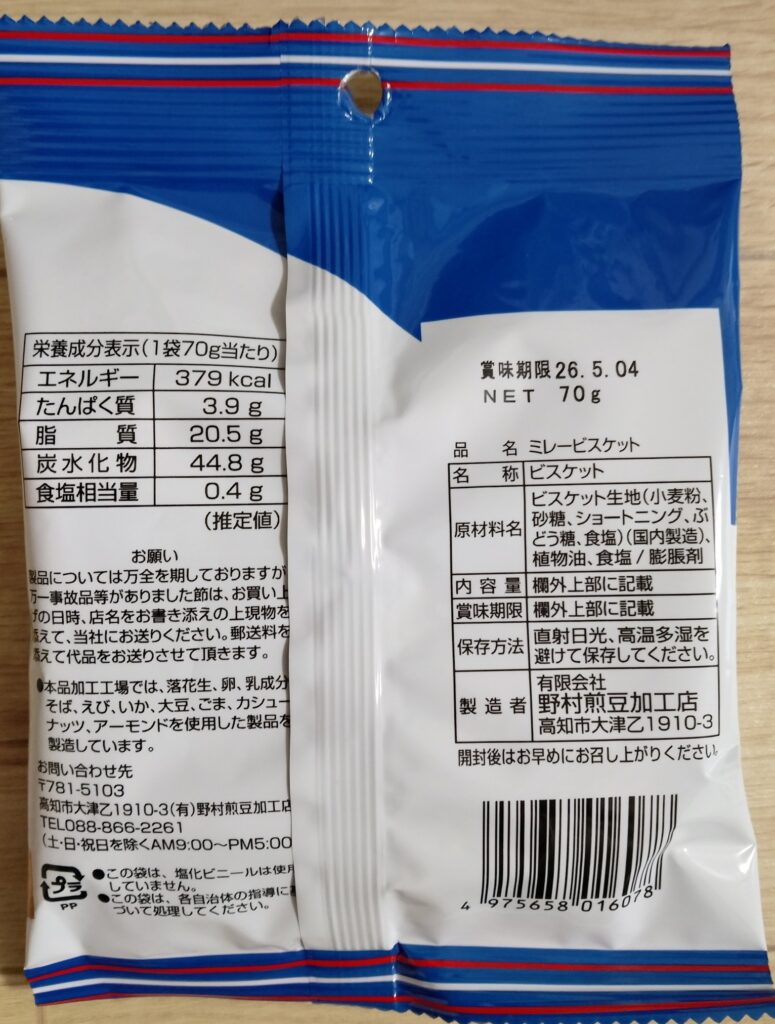 栄養成分表示(1袋70g当たり)
エネルギー 379 kcal
たんぱく質 3.9 g
脂質 20.5 g
炭水化物 44.8 g
食塩相当量 0.4 g
(推定値)
お願い
製品については万全を期しておりますが
万一事故品等がありました節は、お買い上
げの日時、店名をお書き添えの上現物を
添えて、当社にお送りください。郵送料を
添えて代品をお送りさせて頂きます。
●本品加工工場では、落花生、卵、乳成分
そば、えび、いか、大豆、ごま、カシュー
ナッツ、アーモンドを使用した製品を
製造しています。
お問い合わせ先
〒781-5103
高知市大津乙1910-3(有)野村煎豆加工店
TEL088-866-2261
(土・日・祝日を除くAM9:00〜PM5:00
プラ
PP
●この袋は、塩化ビニールは使用
していません。
●この袋は、各自治体の指導に基
づいて処理してください。
賞味期限 26.5.04
NET 70g
品名 ミレービスケット
名称 ビスケット
原材料名 ビスケット生地(小麦粉、
砂糖、ショートニング、ぶ
どう糖、食塩)(国内製造)、
植物油、食塩/膨脹剤
内容量 欄外上部に記載
賞味期限 欄外上部に記載
保存方法 直射日光、高温多湿を
避けて保存してください。
製造者 有限会社
野村煎豆加工店
高知市大津乙1910-3
開封後はお早めにお召し上がりください。
4 975658 016078